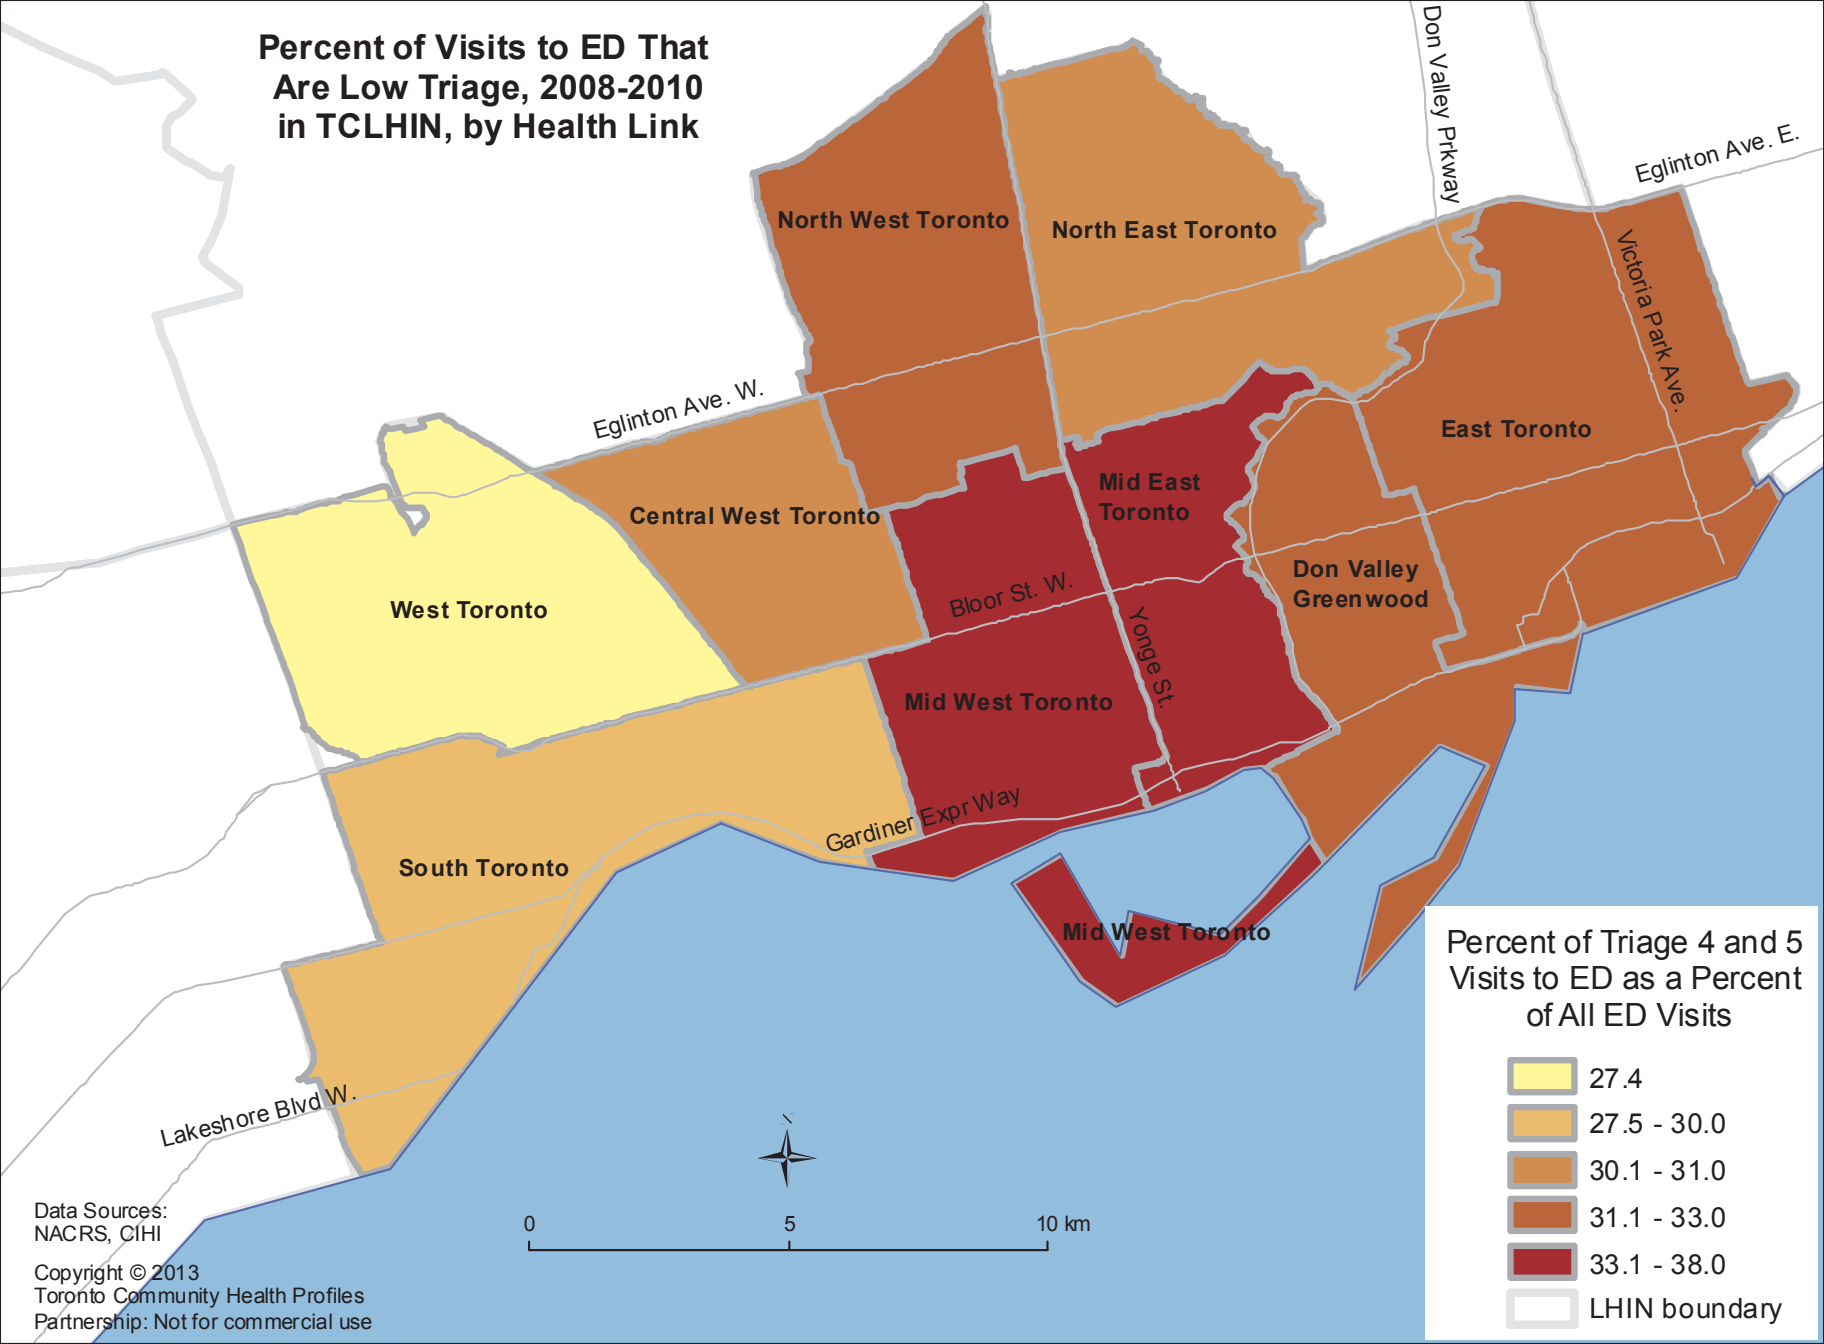 Percent of Visits to ED That
Are Low Triage, 2008-2010
in TCLHIN, by Health Link
Don Valley Prkway
Eglinton Ave. E.
North West Toronto
North East Toronto
Victoria Park Ave.
Eglinton Ave. W.
East Toronto
Central West Toronto
Mid East
Toronto
West Toronto
Bloor St. W.
Don Valley
Greenwood
Yonge St.
Mid West Toronto
Gardiner Expr Way
South Toronto
Mid West Toronto
Lakeshore Blvd W.
Percent of Triage 4 and 5
Visits to ED as a Percent
of All ED Visits
27.4
27.5 - 30.0
30.1 - 31.0
31.1 - 33.0
33.1 - 38.0
LHIN boundary
N
0 5 10 km
Data Sources:
NACRS, CIHI
Copyright © 2013
Toronto Community Health Profiles
Partnership: Not for commercial use